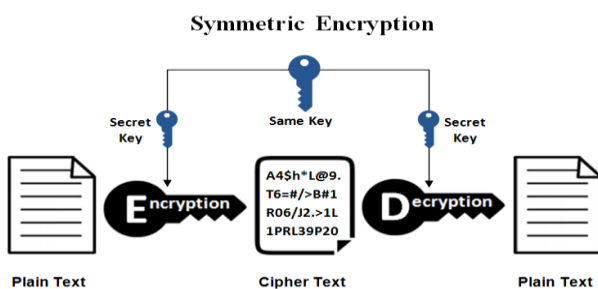 Symmetric Encryption
Secret
Key
Same Key
Secret
Key
Encryption
A4$h*L@9.
T6=#/>B#1
R06/J2.>1L
1PRL39P20
Decryption
Plain Text
Cipher Text
Plain Text